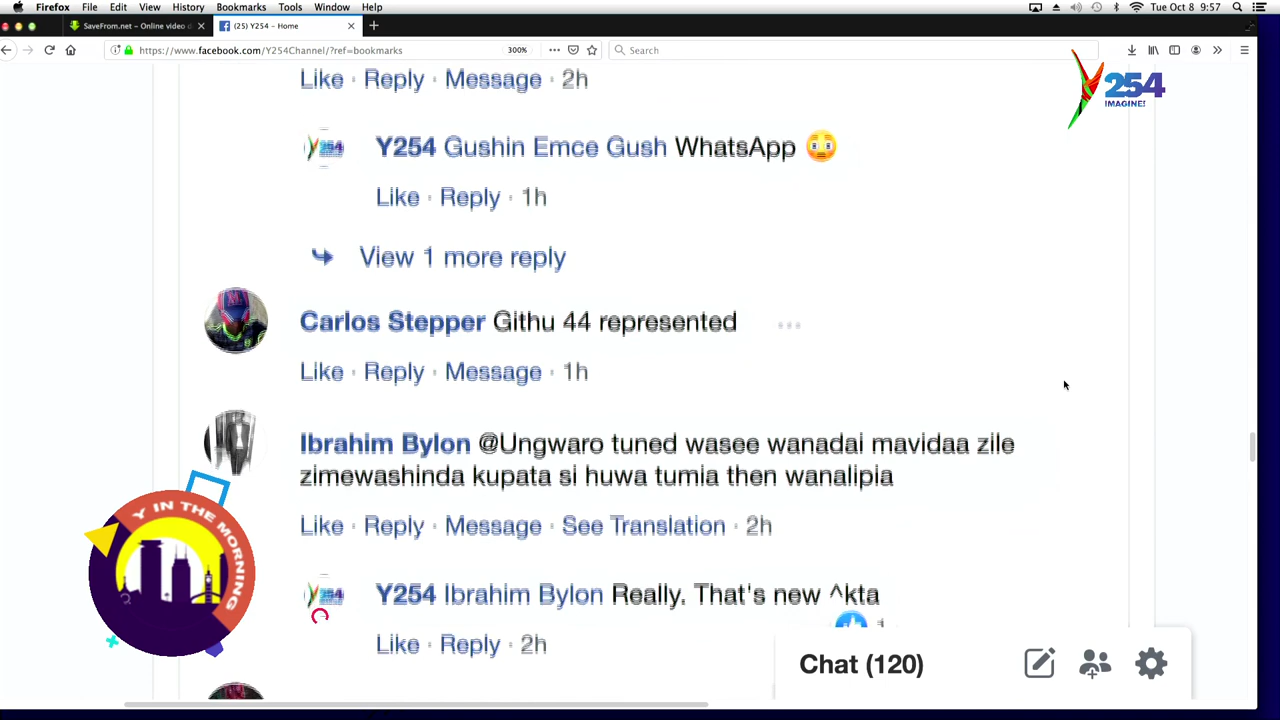 Firefox File Edit View History Bookmarks Tools Window Help Tue Oct 8 9:57
SaveFrom.net – Online video d
(25) Y254 – Home
https://www.facebook.com/Y254Channel/?ref=bookmarks 300% Search
254
IMAGINE!
Like · Reply · Message · 2h
Y254 Gushin Emce Gush WhatsApp 😳
Like · Reply · 1h
View 1 more reply
Carlos Stepper Githu 44 represented
Like · Reply · Message · 1h
Ibrahim Bylon @Ungwaro tuned wasee wanadai mavidaa zile
zimewashinda kupata si huwa tumia then wanalipia
Like · Reply · Message · See Translation · 2h
Y IN THE MORNING
Y254 Ibrahim Bylon Really. That's new ^kta
1
Like · Reply · 2h
Chat (120)